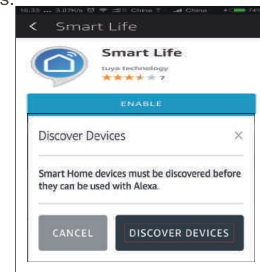 s.
Smart Life
Smart Life
tuya technology
7
ENABLE
Discover Devices
Smart Home devices must be discovered before
they can be used with Alexa.
CANCEL
DISCOVER DEVICES